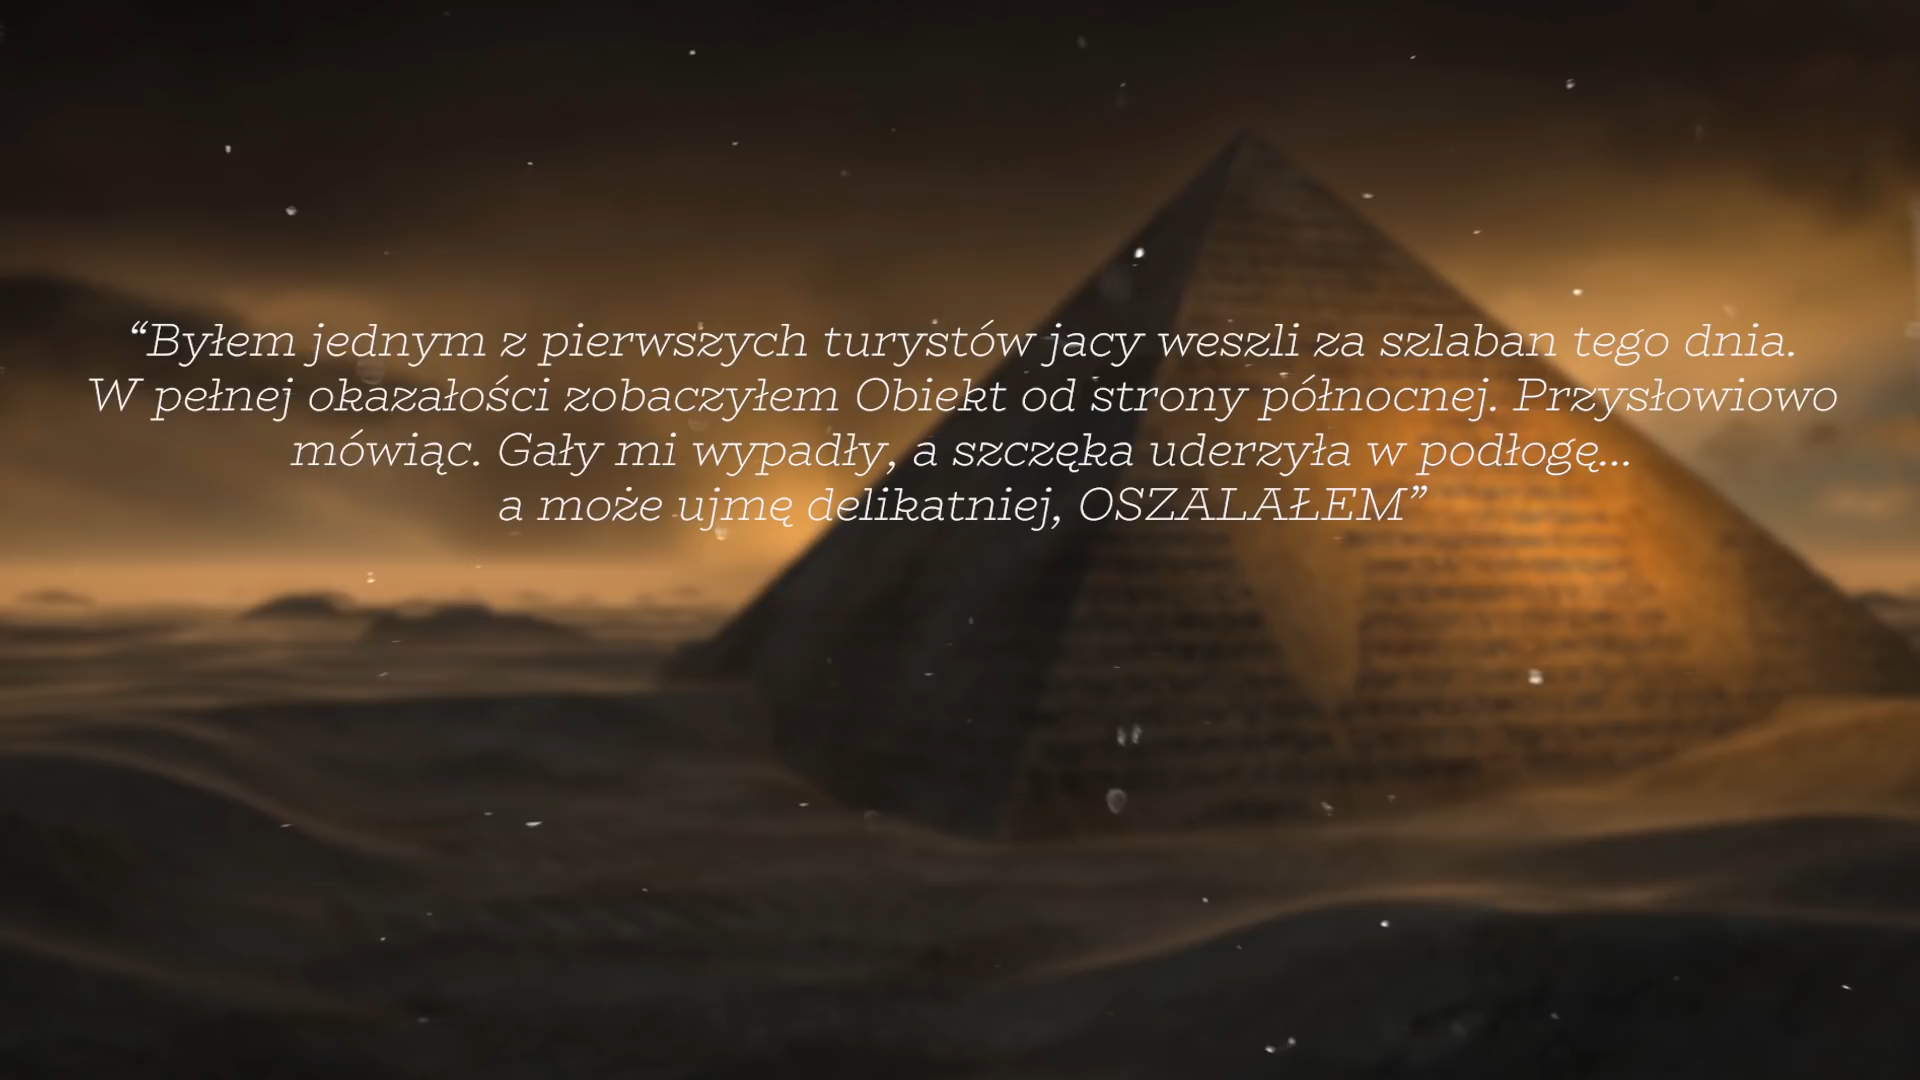 “Byłem jednym z pierwszych turystów jacy weszli za szlaban tego dnia.
W pełnej okazałości zobaczyłem Obiekt od strony północnej. Przysłowiowo
mówiąc. Gały mi wypadły, a szczęka uderzyła w podłogę...
a może ujmę delikatniej, OSZALAŁEM”